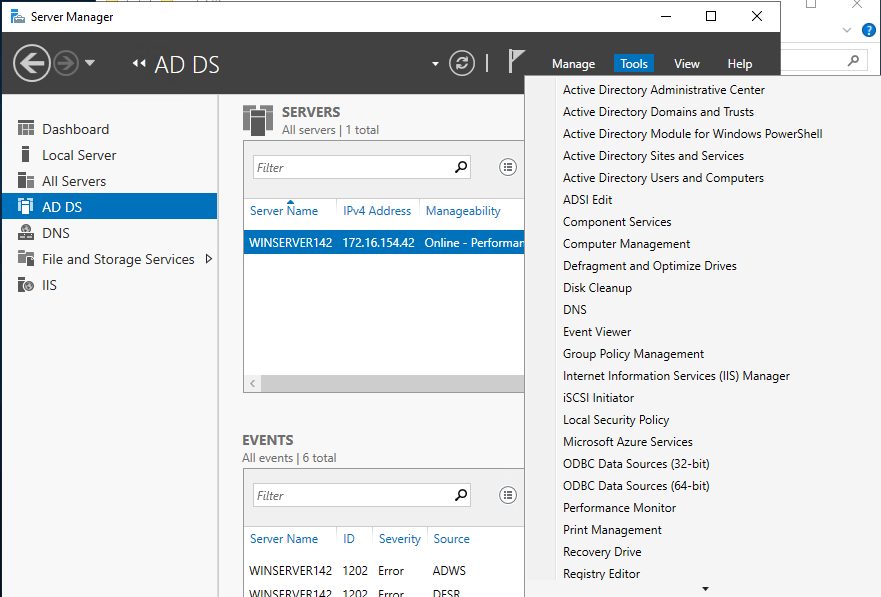 Server Manager
AD DS
Manage Tools View Help
Dashboard
Local Server
All Servers
AD DS
DNS
File and Storage Services
IIS
SERVERS
All servers | 1 total
Filter
Server Name IPv4 Address Manageability
WINSERVER142 172.16.154.42 Online - Performan
EVENTS
All events | 6 total
Filter
Server Name ID Severity Source
WINSERVER142 1202 Error ADWS
WINSERVER142 1202 Error DFSR
Active Directory Administrative Center
Active Directory Domains and Trusts
Active Directory Module for Windows PowerShell
Active Directory Sites and Services
Active Directory Users and Computers
ADSI Edit
Component Services
Computer Management
Defragment and Optimize Drives
Disk Cleanup
DNS
Event Viewer
Group Policy Management
Internet Information Services (IIS) Manager
iSCSI Initiator
Local Security Policy
Microsoft Azure Services
ODBC Data Sources (32-bit)
ODBC Data Sources (64-bit)
Performance Monitor
Print Management
Recovery Drive
Registry Editor